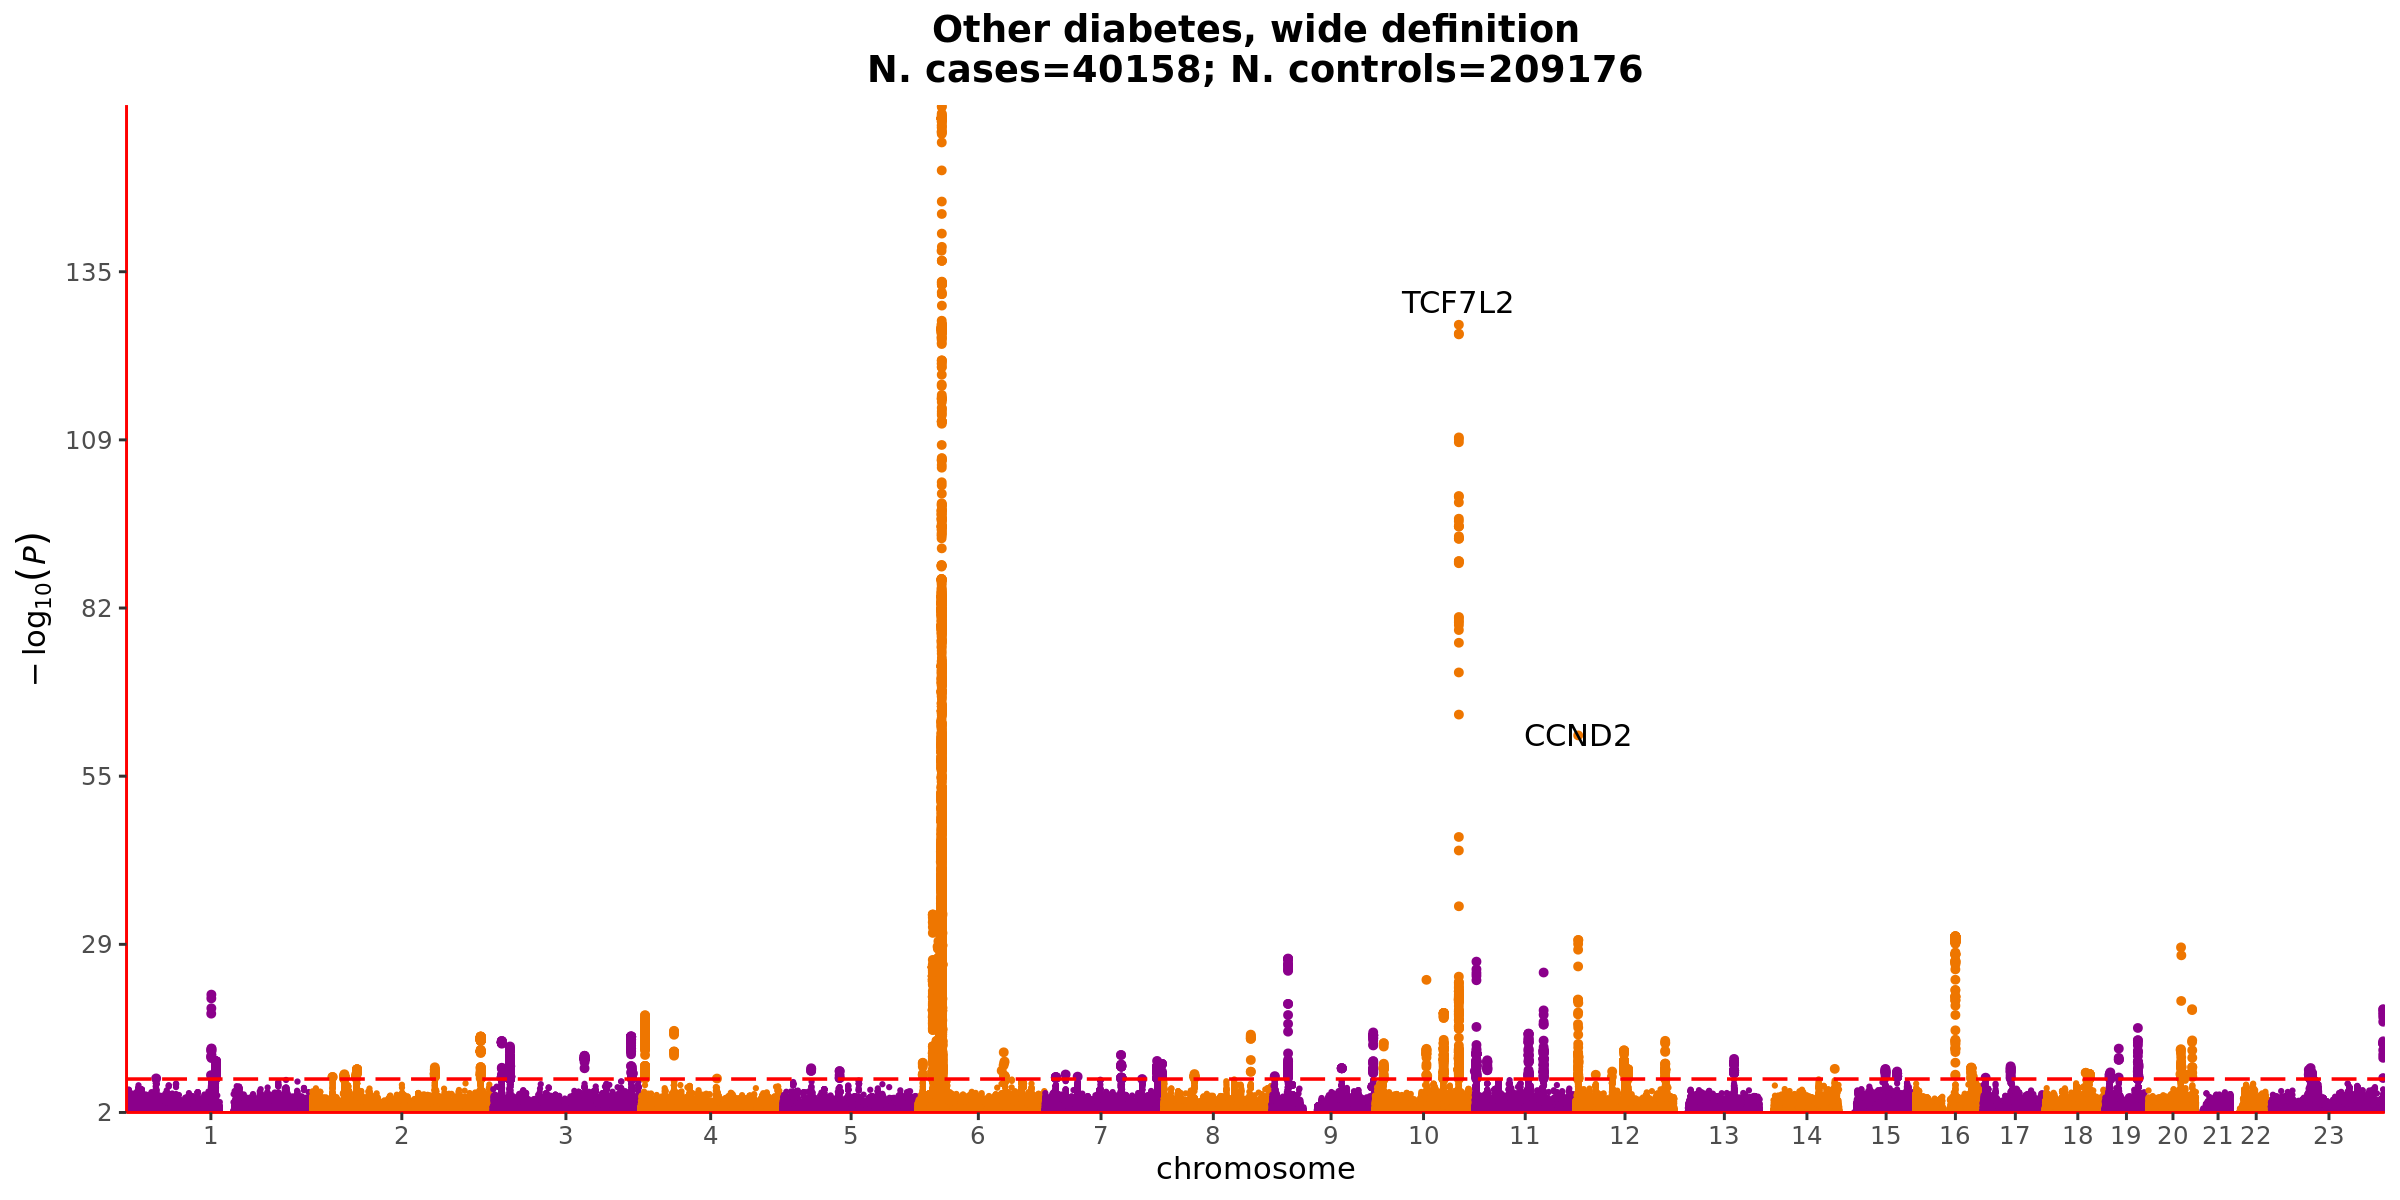 Other diabetes, wide definition
N. cases=40158; N. controls=209176
135
109
82
55
29
2
− log10(P)
TCF7L2
CCND2
1 2 3 4 5 6 7 8 9 10 11 12 13 14 15 16 17 18 19 20 21 22 23
chromosome